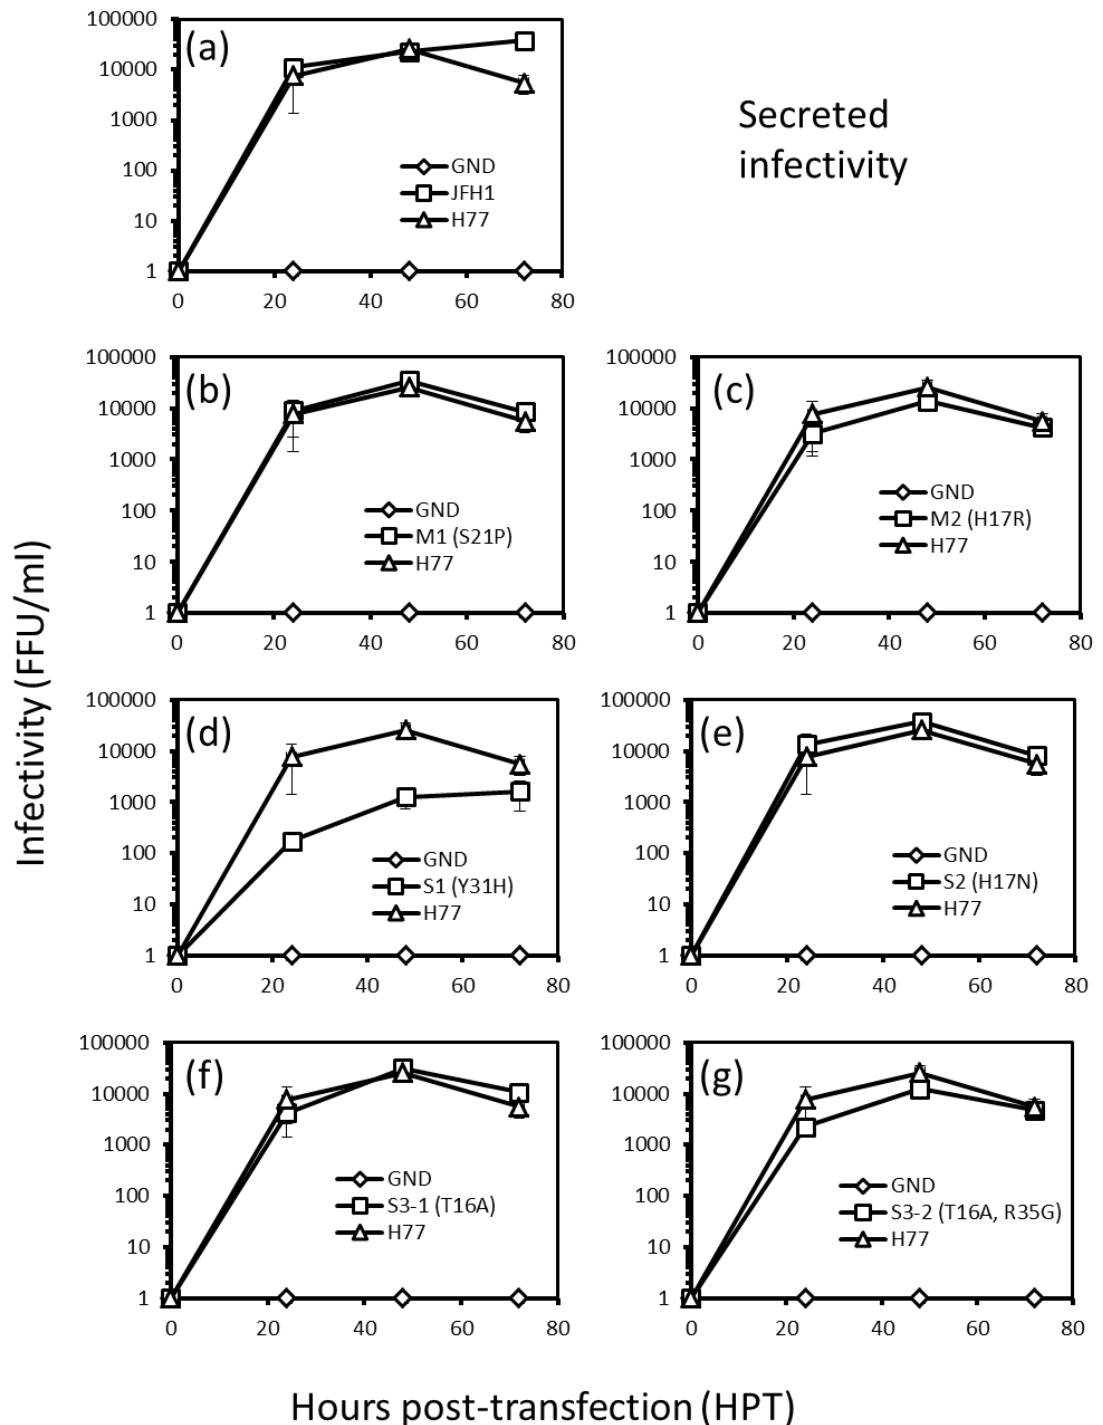 (a)
100000
10000
1000
100
10
1
0
20
40
60
80
GND
JFH1
H77
Secreted
infectivity
(b)
100000
10000
1000
100
10
1
0
20
40
60
80
GND
M1 (S21P)
H77
(c)
100000
10000
1000
100
10
1
0
20
40
60
80
GND
M2 (H17R)
H77
Infectivity (FFU/ml)
(d)
100000
10000
1000
100
10
1
0
20
40
60
80
GND
S1 (Y31H)
H77
(e)
100000
10000
1000
100
10
1
0
20
40
60
80
GND
S2 (H17N)
H77
(f)
100000
10000
1000
100
10
1
0
20
40
60
80
GND
S3-1 (T16A)
H77
(g)
100000
10000
1000
100
10
1
0
20
40
60
80
GND
S3-2 (T16A, R35G)
H77
Hours post-transfection (HPT)